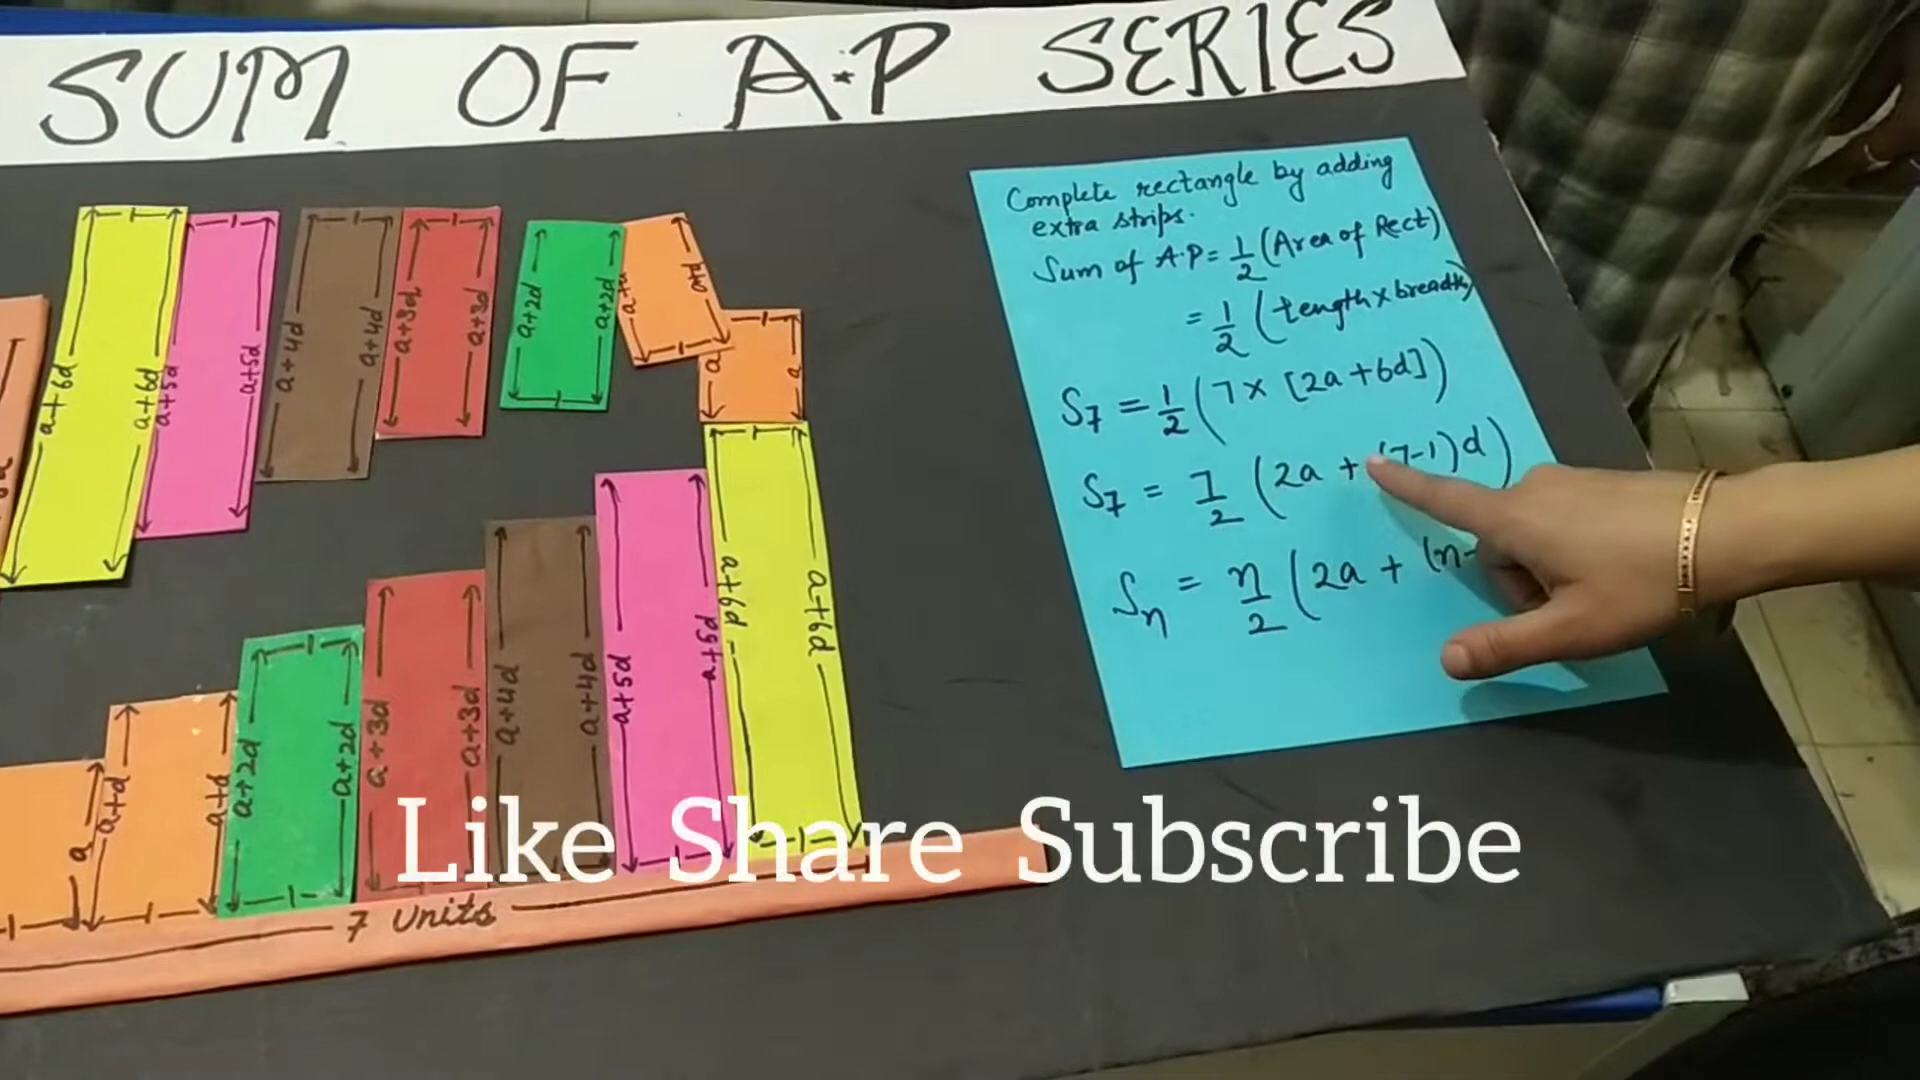 SUM OF A.P SERIES
Complete rectangle by adding
extra strips.
Sum of A.P = 1/2 (Area of Rect)
= 1/2 (length × breadth)
S7 = 1/2 (7 × [2a + 6d])
S7 = 7/2 (2a + (7-1)d)
Sn = n/2 (2a + (n-
a+6d
a+6d
a+5d
a+5d
a+4d
a+4d
a+3d
a+3d
a+2d
a+2d
a+d
a
a
a
a+d
a+d
a+2d
a+2d
a+3d
a+3d
a+4d
a+4d
a+5d
a+5d
a+6d
a+6d
7 Units
Like Share Subscribe